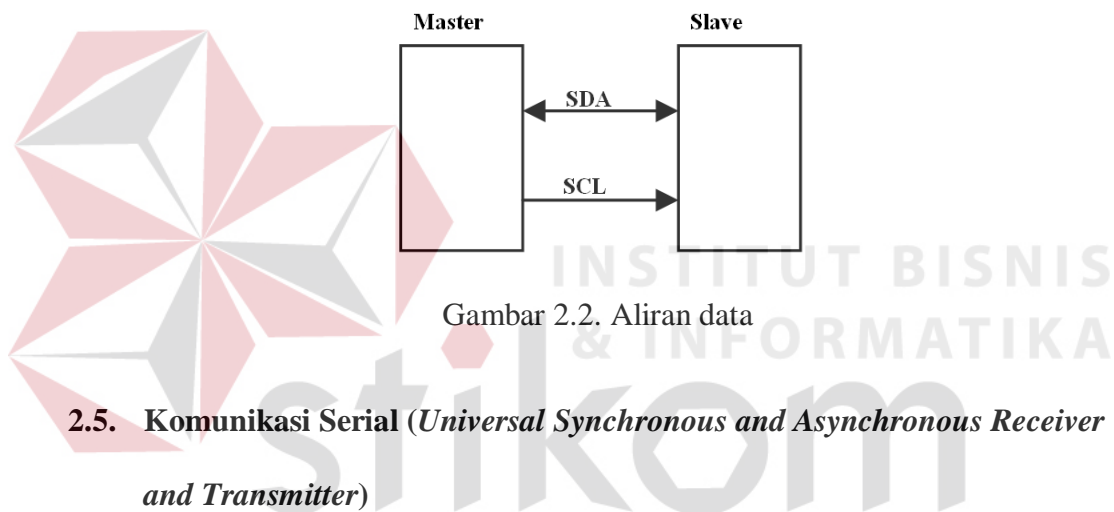 Master Slave
SDA
SCL
INSTITUT BISNIS
Gambar 2.2. Aliran data
& INFORMATIKA
stikom
2.5. Komunikasi Serial (Universal Synchronous and Asynchronous Receiver
and Transmitter)